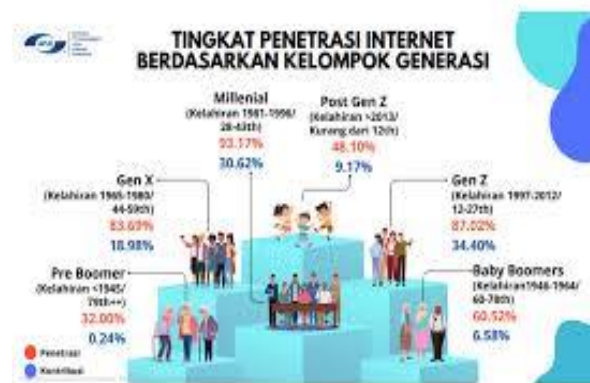 TINGKAT PENETRASI INTERNET
BERDASARKAN KELOMPOK GENERASI
Millenial
(Kelahiran 1981-1996/
28-43th)
93.17%
30.62%
Post Gen Z
(Kelahiran >2013/
Kurang dari 12th)
48.10%
9.17%
Gen X
(Kelahiran 1965-1980/
44-59th)
83.69%
18.98%
Gen Z
(Kelahiran 1997-2012/
12-27th)
87.02%
34.40%
Pre Boomer
(Kelahiran <1945/
79th++)
32.00%
0.24%
Baby Boomers
(Kelahiran1946-1964/
60-78th)
60.52%
6.58%
Penetrasi
Kontribusi